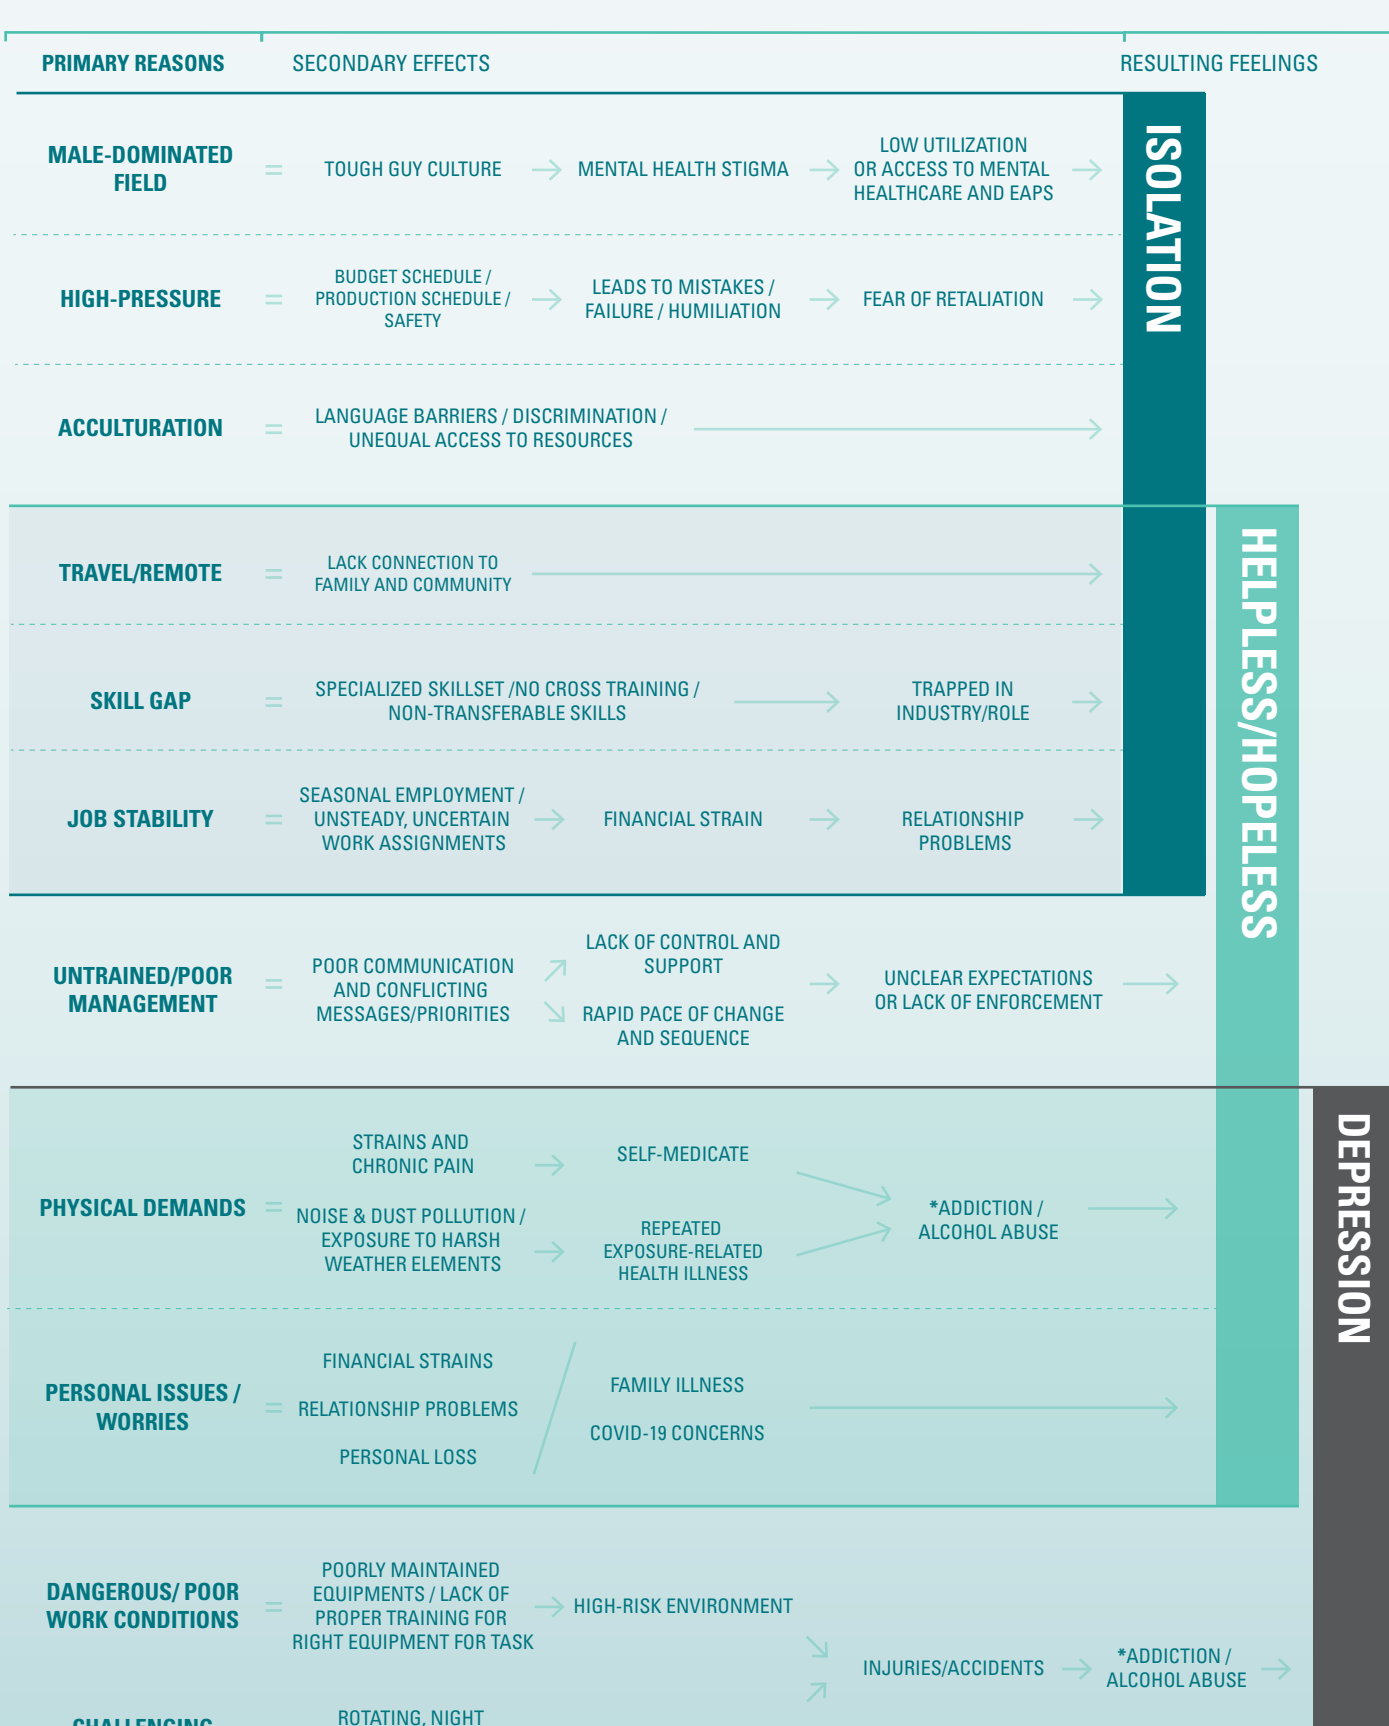 PRIMARY REASONS
SECONDARY EFFECTS
RESULTING FEELINGS
MALE-DOMINATED
FIELD
=
TOUGH GUY CULTURE
MENTAL HEALTH STIGMA
LOW UTILIZATION
OR ACCESS TO MENTAL
HEALTHCARE AND EAPS
ISOLATION
HIGH-PRESSURE
=
BUDGET SCHEDULE /
PRODUCTION SCHEDULE /
SAFETY
LEADS TO MISTAKES /
FAILURE / HUMILIATION
FEAR OF RETALIATION
ACCULTURATION
=
LANGUAGE BARRIERS / DISCRIMINATION /
UNEQUAL ACCESS TO RESOURCES
TRAVEL/REMOTE
=
LACK CONNECTION TO
FAMILY AND COMMUNITY
HELPLESS/HOPELESS
SKILL GAP
=
SPECIALIZED SKILLSET /NO CROSS TRAINING /
NON-TRANSFERABLE SKILLS
TRAPPED IN
INDUSTRY/ROLE
JOB STABILITY
=
SEASONAL EMPLOYMENT /
UNSTEADY, UNCERTAIN
WORK ASSIGNMENTS
FINANCIAL STRAIN
RELATIONSHIP
PROBLEMS
UNTRAINED/POOR
MANAGEMENT
=
POOR COMMUNICATION
AND CONFLICTING
MESSAGES/PRIORITIES
LACK OF CONTROL AND
SUPPORT
RAPID PACE OF CHANGE
AND SEQUENCE
UNCLEAR EXPECTATIONS
OR LACK OF ENFORCEMENT
PHYSICAL DEMANDS
=
STRAINS AND
CHRONIC PAIN
SELF-MEDICATE
NOISE & DUST POLLUTION /
EXPOSURE TO HARSH
WEATHER ELEMENTS
REPEATED
EXPOSURE-RELATED
HEALTH ILLNESS
*ADDICTION /
ALCOHOL ABUSE
DEPRESSION
PERSONAL ISSUES /
WORRIES
=
FINANCIAL STRAINS
RELATIONSHIP PROBLEMS
PERSONAL LOSS
FAMILY ILLNESS
COVID-19 CONCERNS
DANGEROUS/ POOR
WORK CONDITIONS
=
POORLY MAINTAINED
EQUIPMENTS / LACK OF
PROPER TRAINING FOR
RIGHT EQUIPMENT FOR TASK
HIGH-RISK ENVIRONMENT
INJURIES/ACCIDENTS
*ADDICTION /
ALCOHOL ABUSE
CHALLENGING
ROTATING, NIGHT